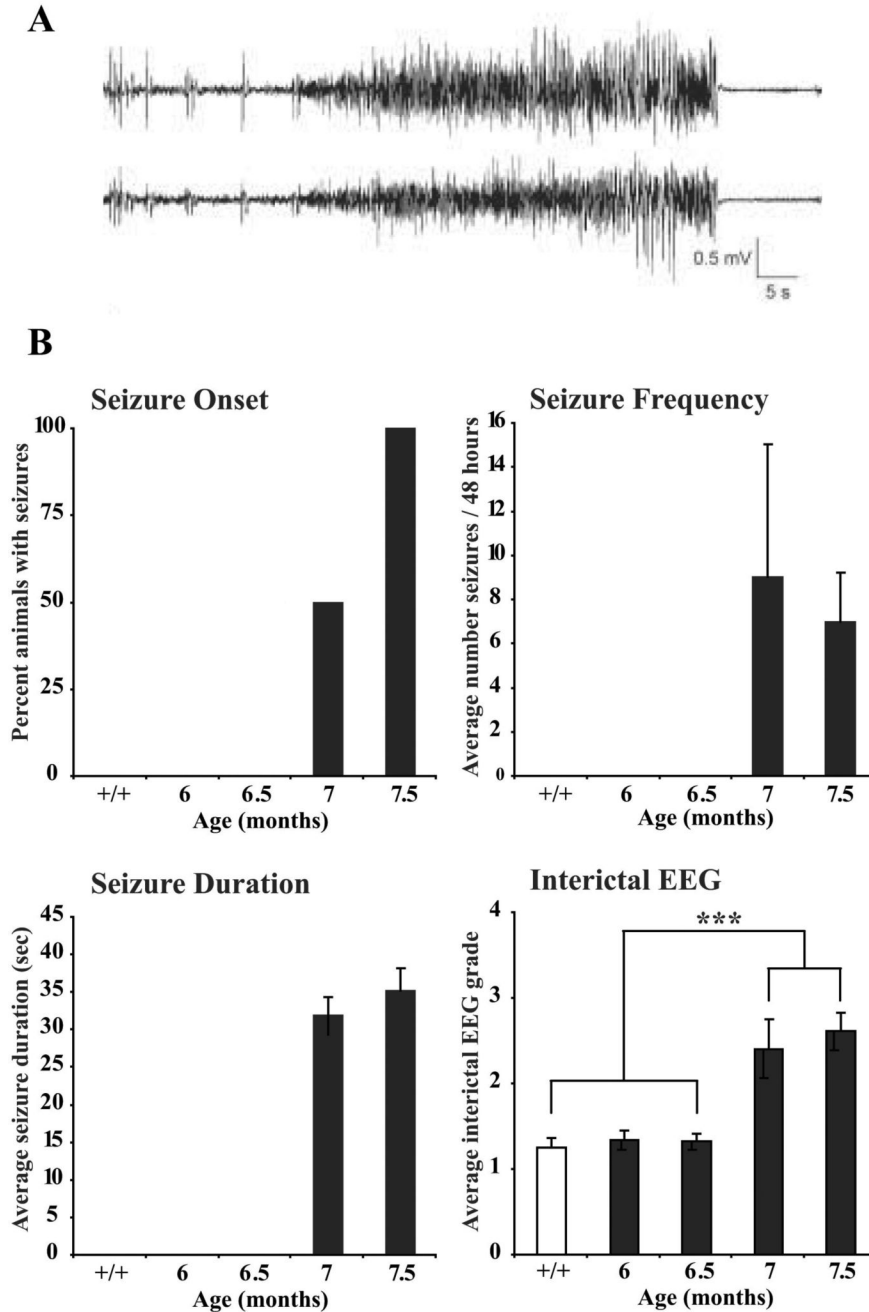 A
0.5 mV
5 s
B
Seizure Onset
Percent animals with seizures
100
75
50
25
0
+/+ 6 6.5 7 7.5
Age (months)
Seizure Frequency
Average number seizures / 48 hours
16
14
12
10
8
6
4
2
0
+/+ 6 6.5 7 7.5
Age (months)
Seizure Duration
Average seizure duration (sec)
45
40
35
30
25
20
15
10
5
0
+/+ 6 6.5 7 7.5
Age (months)
Interictal EEG
Average interictal EEG grade
4
3
2
1
0
***
+/+ 6 6.5 7 7.5
Age (months)